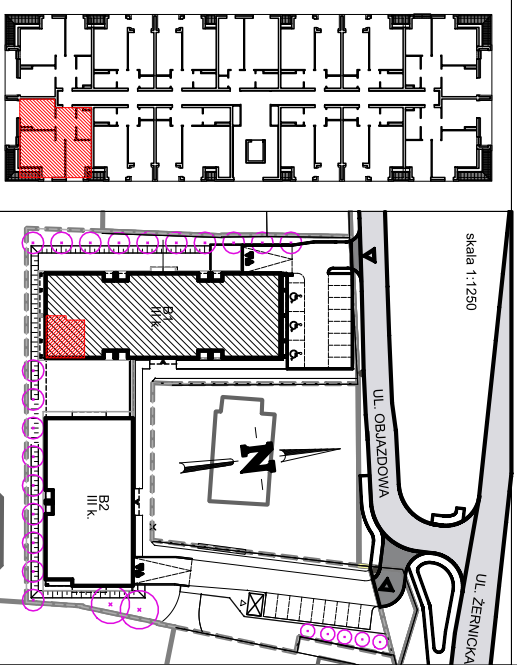 skala 1:1250
B1
III k.
UL. OBJAZDOWA
N
B2
III k.
UL. ŻERNICKA